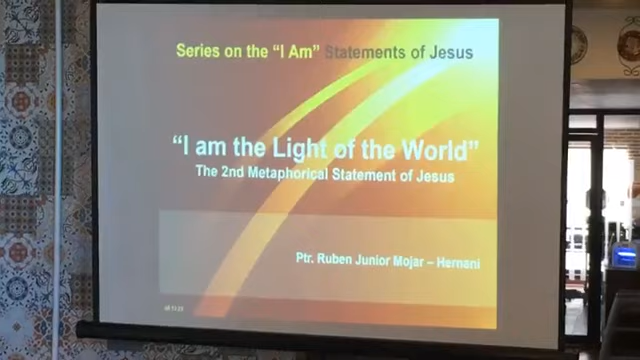 Series on the “I Am” Statements of Jesus
“I am the Light of the World”
The 2nd Metaphorical Statement of Jesus
Ptr. Ruben Junior Mojar – Hernani